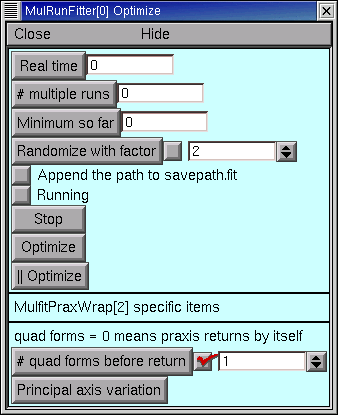 MulRunFitter[0] Optimize
Close Hide
Real time 0
# multiple runs 0
Minimum so far 0
Randomize with factor 2
Append the path to savepath.fit
Running
Stop
Optimize
|| Optimize
MulfitPraxWrap[2] specific items
quad forms = 0 means praxis returns by itself
# quad forms before return 1
Principal axis variation